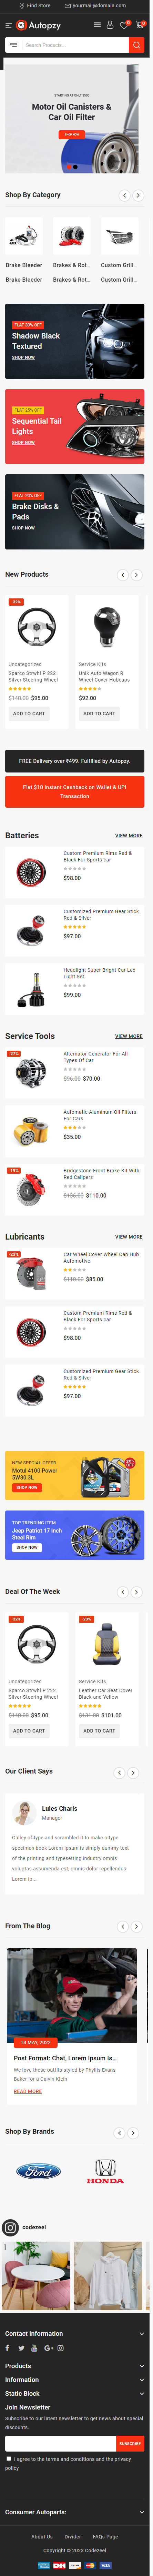 Find Store
yourmail@domain.com
Autopzy
0
0
Search Products..
STARTING AT ONLY $550
Motor Oil Canisters &
Car Oil Filter
SHOP NOW
Shop By Category
Brake Bleeder
Brakes & Rot..
Custom Grill..
Brake Bleeder
Brakes & Rot..
Custom Grill..
FLAT 30% OFF
Shadow Black
Textured
SHOP NOW
FLAT 25% OFF
Sequential Tail
Lights
SHOP NOW
FLAT 20% OFF
Brake Disks &
Pads
SHOP NOW
New Products
-32%
Uncategorized
Service Kits
Sparco Strwhl P 222
Silver Steering Wheel
Unik Auto Wagon R
Wheel Cover Hubcaps
$140.00 $95.00
$92.00
ADD TO CART
ADD TO CART
FREE Delivery over ₹499. Fulfilled by Autopzy.
Flat $10 Instant Cashback on Wallet & UPI
Transaction
Batteries
VIEW MORE
Custom Premium Rims Red &
Black For Sports car
$98.00
Customized Premium Gear Stick
Red & Silver
$97.00
Headlight Super Bright Car Led
Light Set
$99.00
Service Tools
VIEW MORE
-27%
Alternator Generator For All
Types Of Car
$96.00 $70.00
Automatic Aluminum Oil Filters
For Cars
$35.00
-19%
Bridgestone Front Brake Kit With
Red Calipers
$136.00 $110.00
Lubricants
VIEW MORE
-23%
Car Wheel Cover Wheel Cap Hub
Automotive
$110.00 $85.00
Custom Premium Rims Red &
Black For Sports car
$98.00
Customized Premium Gear Stick
Red & Silver
$97.00
NEW SPECIAL OFFER
Motul 4100 Power
5W30 3L
SHOP NOW
TOP TRENDING ITEM
Jeep Patriot 17 Inch
Steel Rim
SHOP NOW
Deal Of The Week
-32%
-23%
Uncategorized
Service Kits
Sparco Strwhl P 222
Silver Steering Wheel
Leather Car Seat Cover
Black and Yellow
$140.00 $95.00
$131.00 $101.00
ADD TO CART
ADD TO CART
Our Client Says
Luies Charls
Manager
Galley of type and scrambled it to make a type
specimen book Lorem Ipsum is simply dummy text
of the printing and typesetting industry omnis
voluptas assumenda est, omnis dolor repellendus
Lorem ip...
From The Blog
18 MAY, 2022
Post Format: Chat, Lorem Ipsum Is...
We love these outfits styled by Phyllis Evans
Baker for a Calvin Klein
READ MORE
Shop By Brands
Ford
HONDA
codezeel
Contact Information
Products
Information
Static Block
Join Newsletter
Subscribe to our latest newsletter to get news about special
discounts.
SUBSCRIBE
I agree to the terms and conditions and the privacy
policy
Consumer Autoparts:
About Us
Divider
FAQs Page
Copyright © 2023 Codezeel
VISA